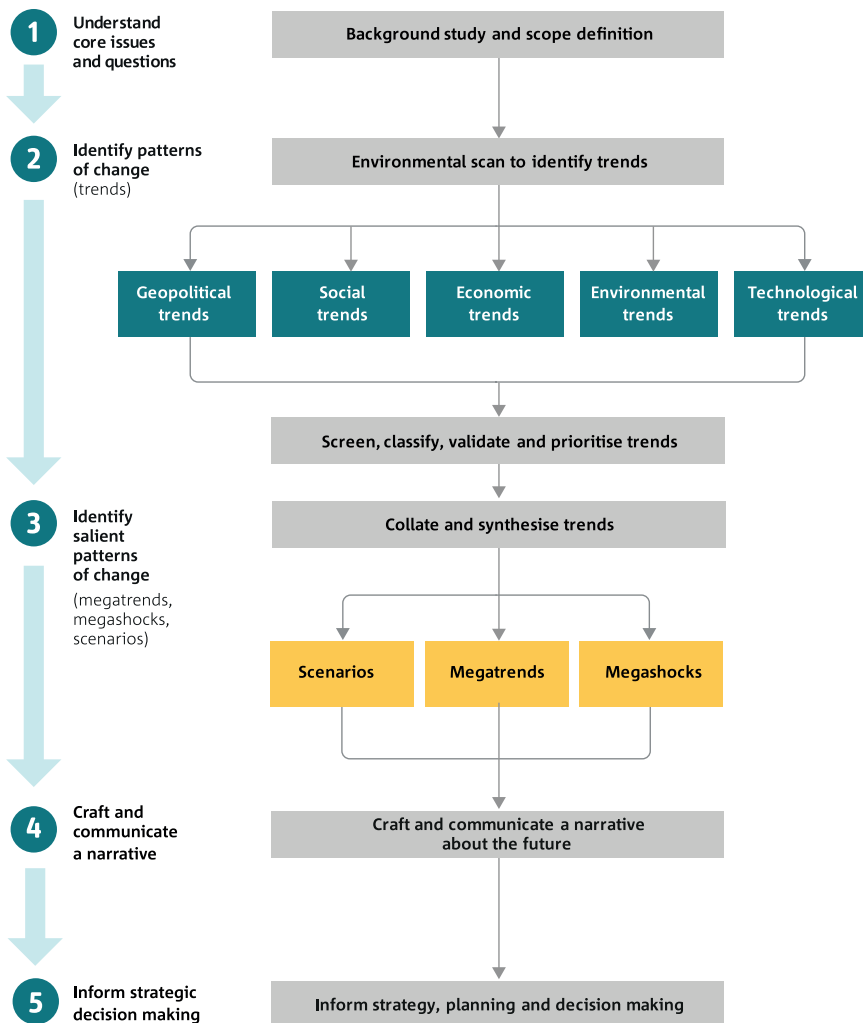 1
Understand
core issues
and questions
Background study and scope definition
2
Identify patterns
of change
(trends)
Environmental scan to identify trends
Geopolitical
trends
Social
trends
Economic
trends
Environmental
trends
Technological
trends
Screen, classify, validate and prioritise trends
3
Identify
salient
patterns
of change
(megatrends,
megashocks,
scenarios)
Collate and synthesise trends
Scenarios
Megatrends
Megashocks
4
Craft and
communicate
a narrative
Craft and communicate a narrative
about the future
5
Inform strategic
decision making
Inform strategy, planning and decision making